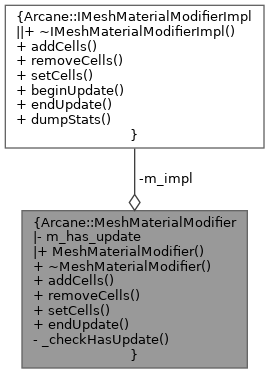 {Arcane::IMeshMaterialModifierImpl
||+ ~IMeshMaterialModifierImpl()
+ addCells()
+ removeCells()
+ setCells()
+ beginUpdate()
+ endUpdate()
+ dumpStats()
}
-m_impl
{Arcane::MeshMaterialModifier
|- m_has_update
|+ MeshMaterialModifier()
+ ~MeshMaterialModifier()
+ addCells()
+ removeCells()
+ setCells()
+ endUpdate()
- _checkHasUpdate()
}